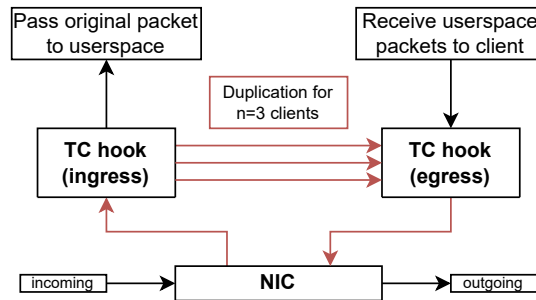 Pass original packet
to userspace
Receive userspace
packets to client
Duplication for
n=3 clients
TC hook
(ingress)
TC hook
(egress)
incoming
NIC
outgoing